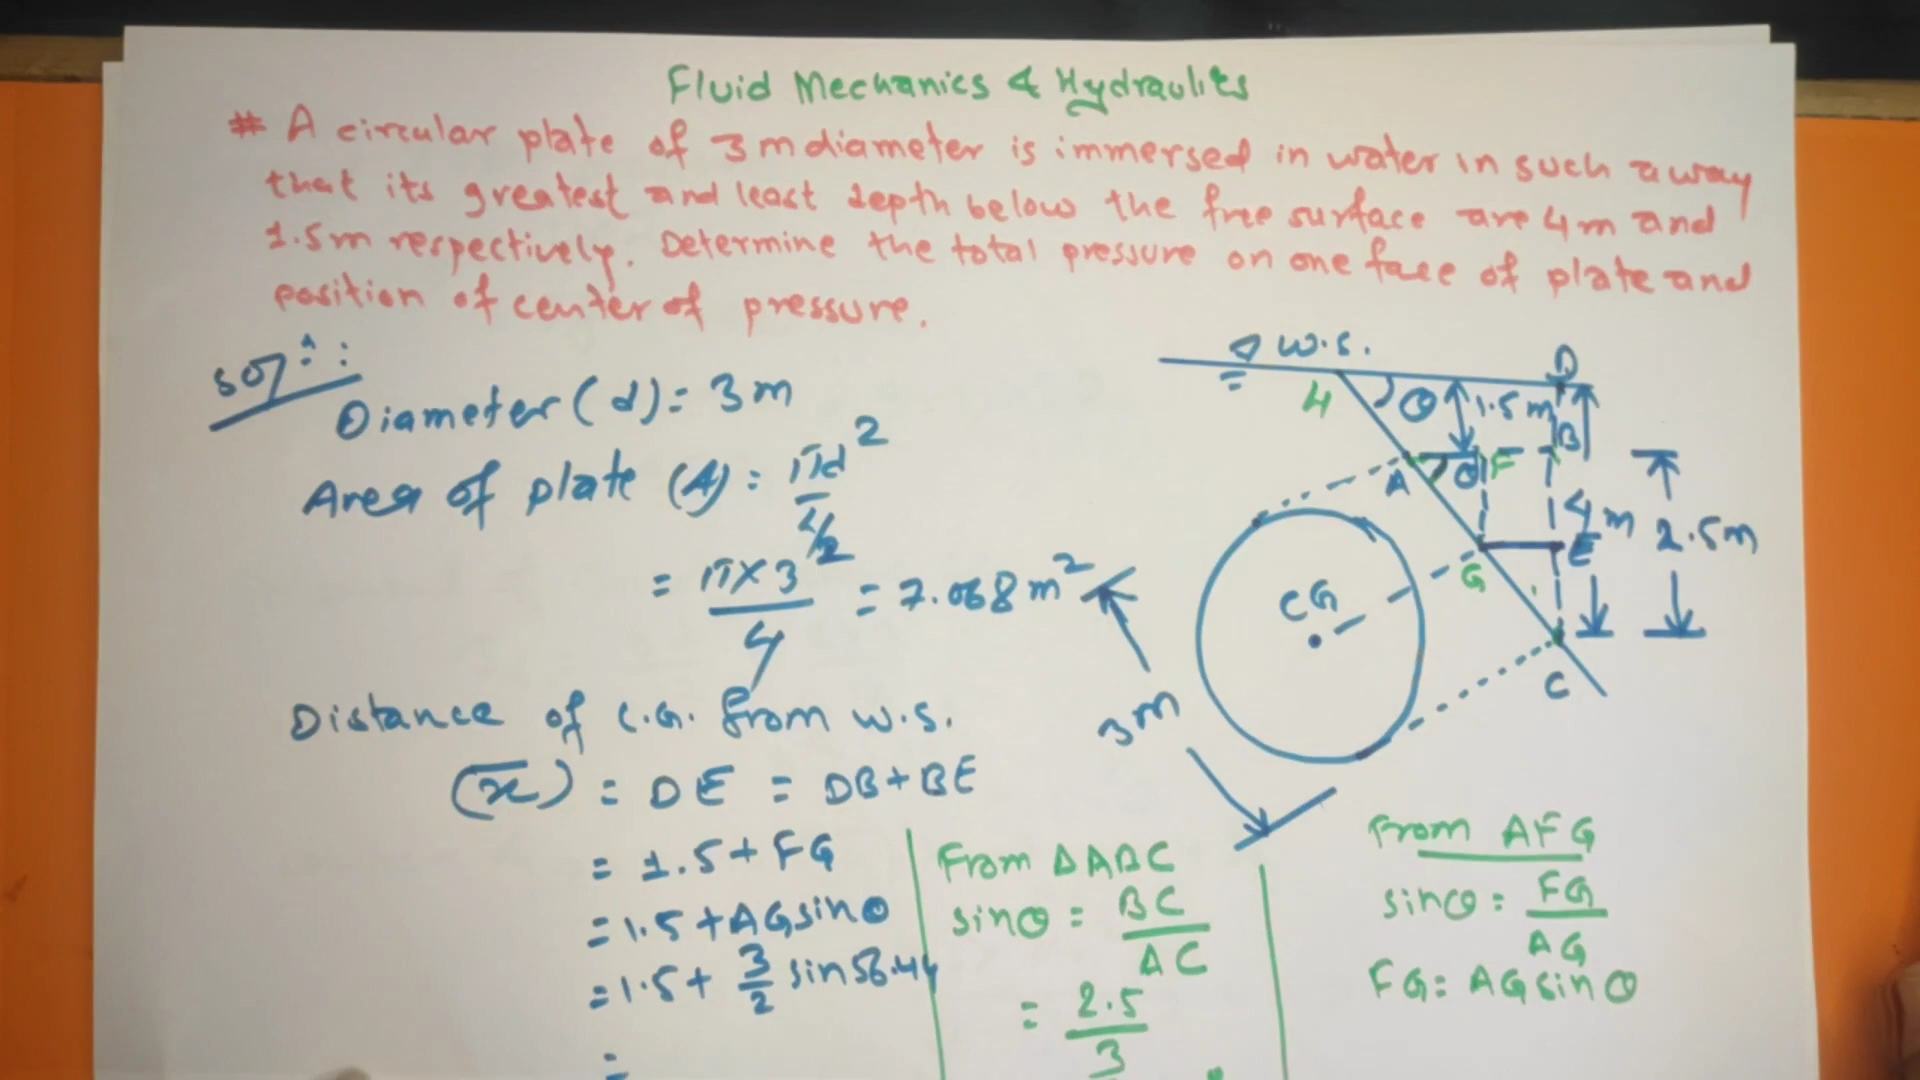 Fluid Mechanics & Hydraulics
# A circular plate of 3 m diameter is immersed in water in such a way
that its greatest and least depth below the free surface are 4 m and
1.5 m respectively. Determine the total pressure on one face of plate and
position of center of pressure.
solⁿ :
Diameter (d) = 3 m
Area of plate (A) = πd²/4
= π×3²/4 = 7.068 m²
Distance of C.G. from w.s.
(x̄) = DE = DB + BE
= 1.5 + FG
= 1.5 + AG sinθ
= 1.5 + 3/2 sin 56.44
=
W.S.
D
H
θ
1.5 m
B
A
θ
F
4 m
2.5 m
E
G
CG
C
3 m
From ΔABC
sinθ = BC/AC
= 2.5/3
From AFG
sinθ = FG/AG
FG = AG sinθ